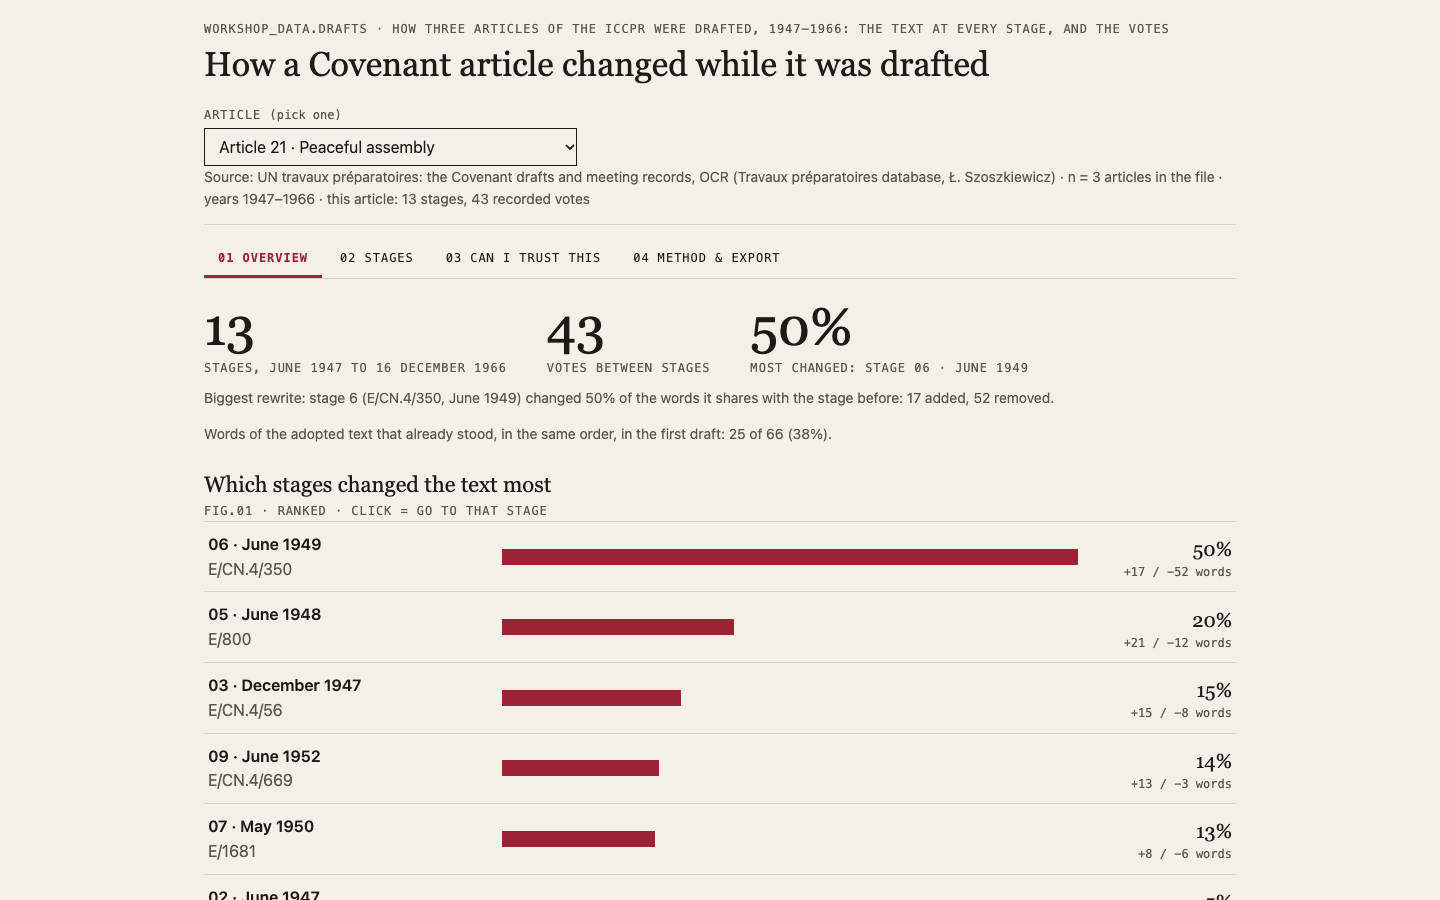 WORKSHOP_DATA.DRAFTS · HOW THREE ARTICLES OF THE ICCPR WERE DRAFTED, 1947–1966: THE TEXT AT EVERY STAGE, AND THE VOTES
How a Covenant article changed while it was drafted
ARTICLE (pick one)
Article 21 · Peaceful assembly
Source: UN travaux préparatoires: the Covenant drafts and meeting records, OCR (Travaux préparatoires database, Ł. Szoszkiewicz) · n = 3 articles in the file ·
years 1947–1966 · this article: 13 stages, 43 recorded votes
01 OVERVIEW 02 STAGES 03 CAN I TRUST THIS 04 METHOD & EXPORT
13 43 50%
STAGES, JUNE 1947 TO 16 DECEMBER 1966 VOTES BETWEEN STAGES MOST CHANGED: STAGE 06 · JUNE 1949
Biggest rewrite: stage 6 (E/CN.4/350, June 1949) changed 50% of the words it shares with the stage before: 17 added, 52 removed.
Words of the adopted text that already stood, in the same order, in the first draft: 25 of 66 (38%).
Which stages changed the text most
FIG.01 · RANKED · CLICK = GO TO THAT STAGE
06 · June 1949 50%
E/CN.4/350 +17 / −52 words
05 · June 1948 20%
E/800 +21 / −12 words
03 · December 1947 15%
E/CN.4/56 +15 / −8 words
09 · June 1952 14%
E/CN.4/669 +13 / −3 words
07 · May 1950 13%
E/1681 +8 / −6 words
02 · June 1947